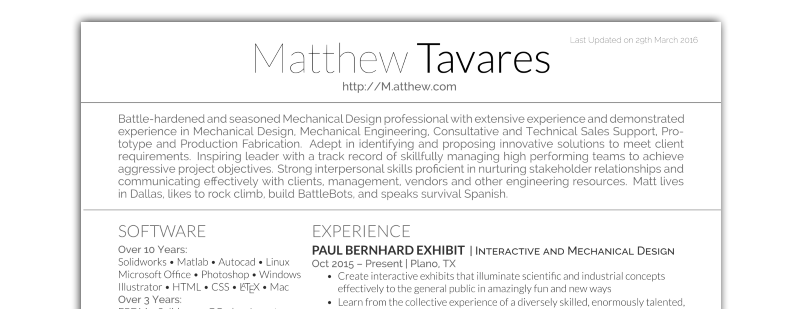 Last Updated on 29th March 2016
Matthew Tavares
http://M.atthew.com
Battle-hardened and seasoned Mechanical Design professional with extensive experience and demonstrated
experience in Mechanical Design, Mechanical Engineering, Consultative and Technical Sales Support, Pro-
totype and Production Fabrication. Adept in identifying and proposing innovative solutions to meet client
requirements. Inspiring leader with a track record of skillfully managing high performing teams to achieve
aggressive project objectives. Strong interpersonal skills proficient in nurturing stakeholder relationships and
communicating effectively with clients, management, vendors and other engineering resources. Matt lives
in Dallas, likes to rock climb, build BattleBots, and speaks survival Spanish.
SOFTWARE
Over 10 Years:
Solidworks • Matlab • Autocad • Linux
Microsoft Office • Photoshop • Windows
Illustrator • HTML • CSS • LATEX • Mac
Over 3 Years:
EXPERIENCE
PAUL BERNHARD EXHIBIT | INTERACTIVE AND MECHANICAL DESIGN
Oct 2015 – Present | Plano, TX
• Create interactive exhibits that illuminate scientific and industrial concepts
effectively to the general public in amazingly fun and new ways
• Learn from the collective experience of a diversely skilled, enormously talented,